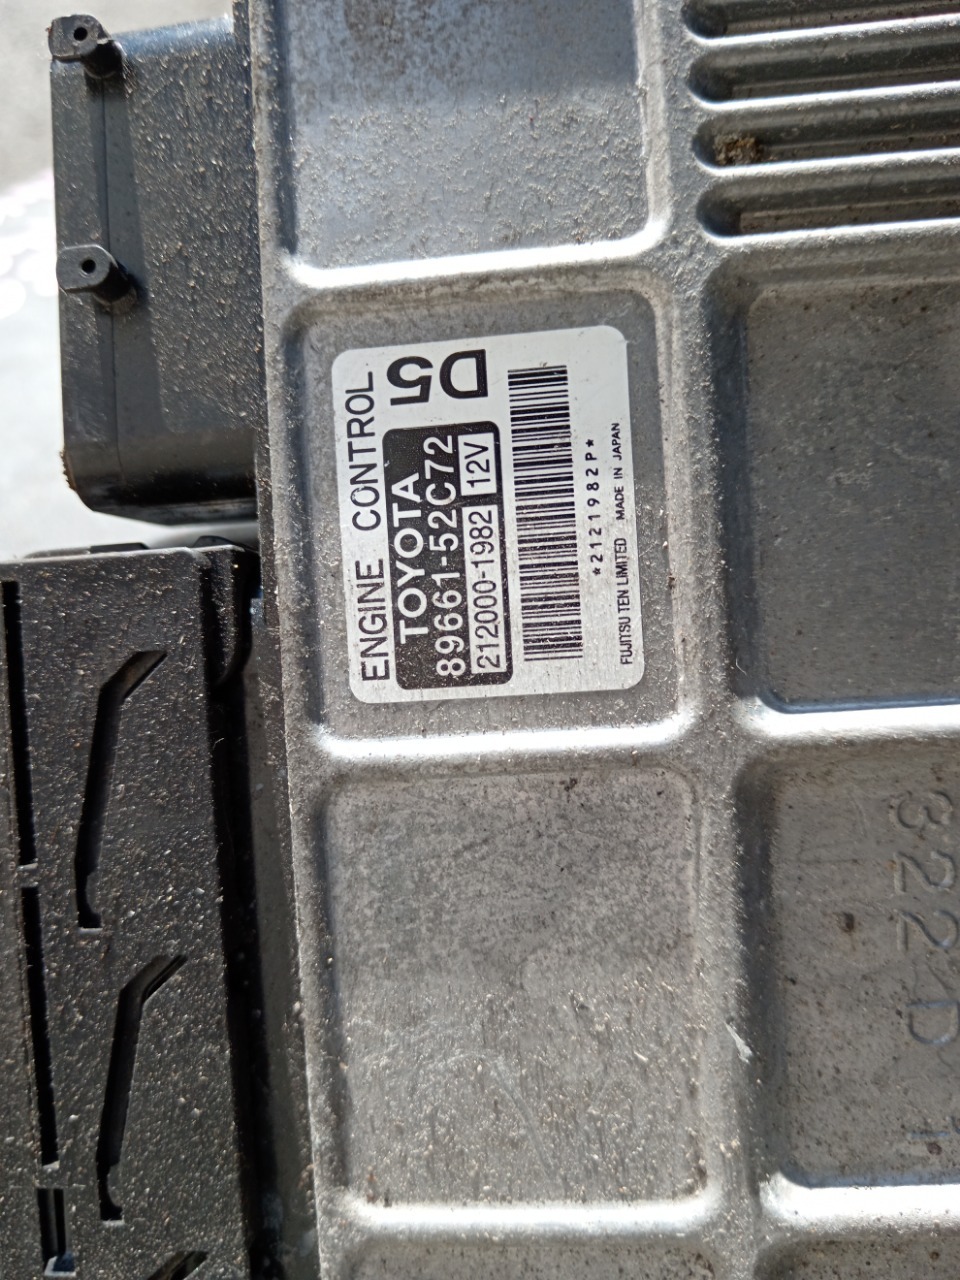 ENGINE CONTROL
D5
TOYOTA
89661-52C72
212000-1982 12V
*2121982P*
FUJITSU TEN LIMITED MADE IN JAPAN